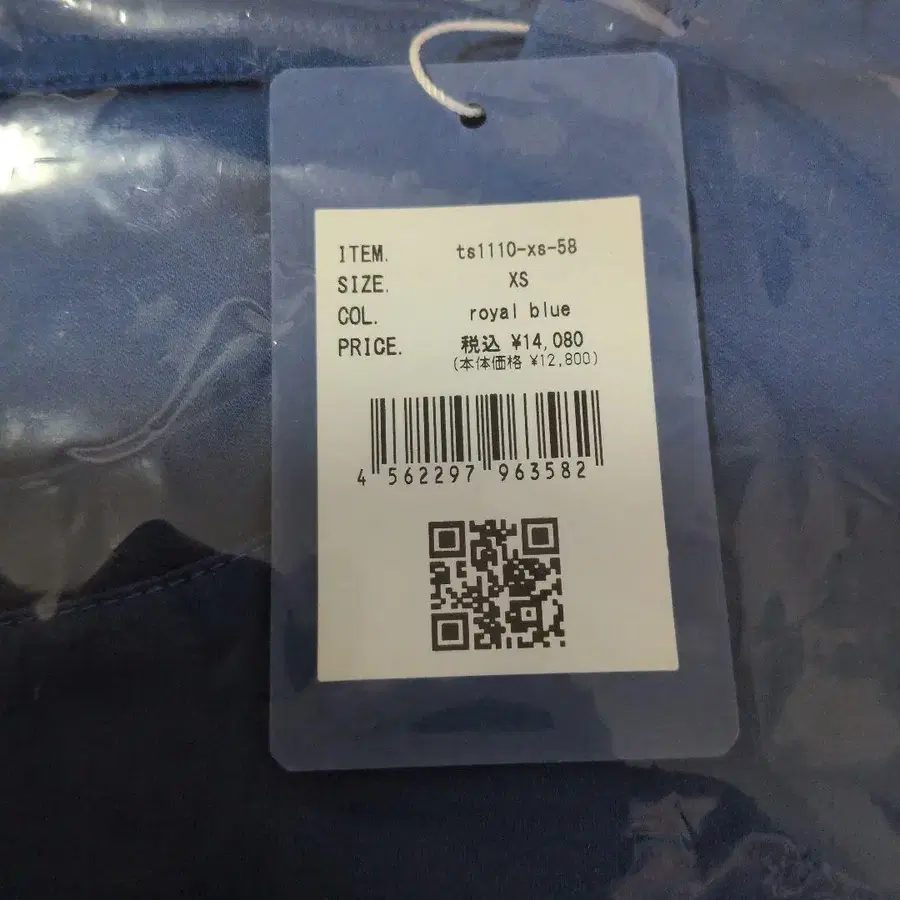 ITEM. ts1110-xs-58
SIZE. XS
COL. royal blue
PRICE. 税込 ¥14,080
(本体価格 ¥12,800)
4 562297 963582